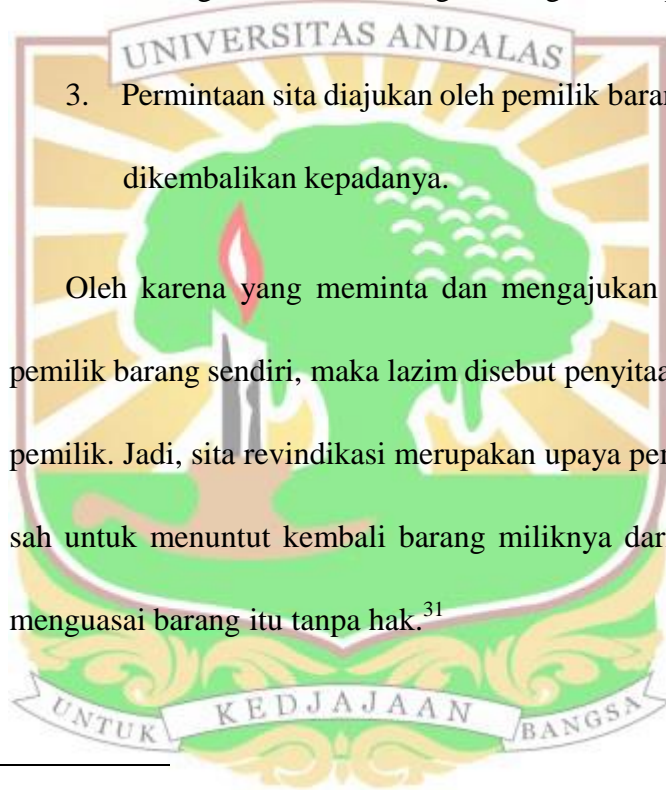 UNIVERSITAS ANDALAS
3. Permintaan sita diajukan oleh pemilik
dikembalikan kepadanya.
Oleh karena yang meminta dan mengajukan
pemilik barang sendiri, maka lazim disebut penyitaa
pemilik. Jadi, sita revindikasi merupakan upaya
sah untuk menuntut kembali barang miliknya dar
menguasai barang itu tanpa hak.31
UNTUK KEDJAJAAN BANGSA